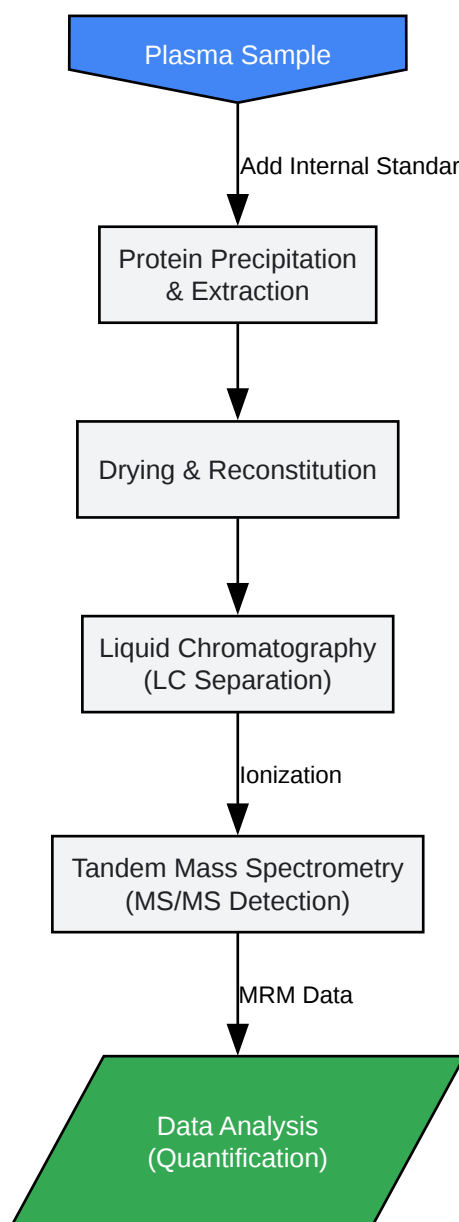 Plasma Sample
Add Internal Standar
Protein Precipitation
& Extraction
Drying & Reconstitution
Liquid Chromatography
(LC Separation)
Ionization
Tandem Mass Spectrometry
(MS/MS Detection)
MRM Data
Data Analysis
(Quantification)